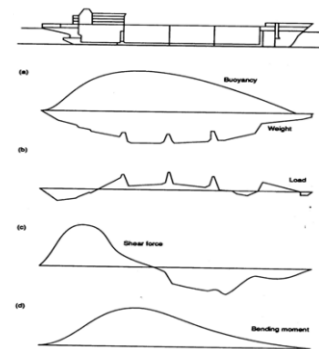 (a)
Buoyancy
Weight
(b)
Load
(c)
Shear force
(d)
Bending moment